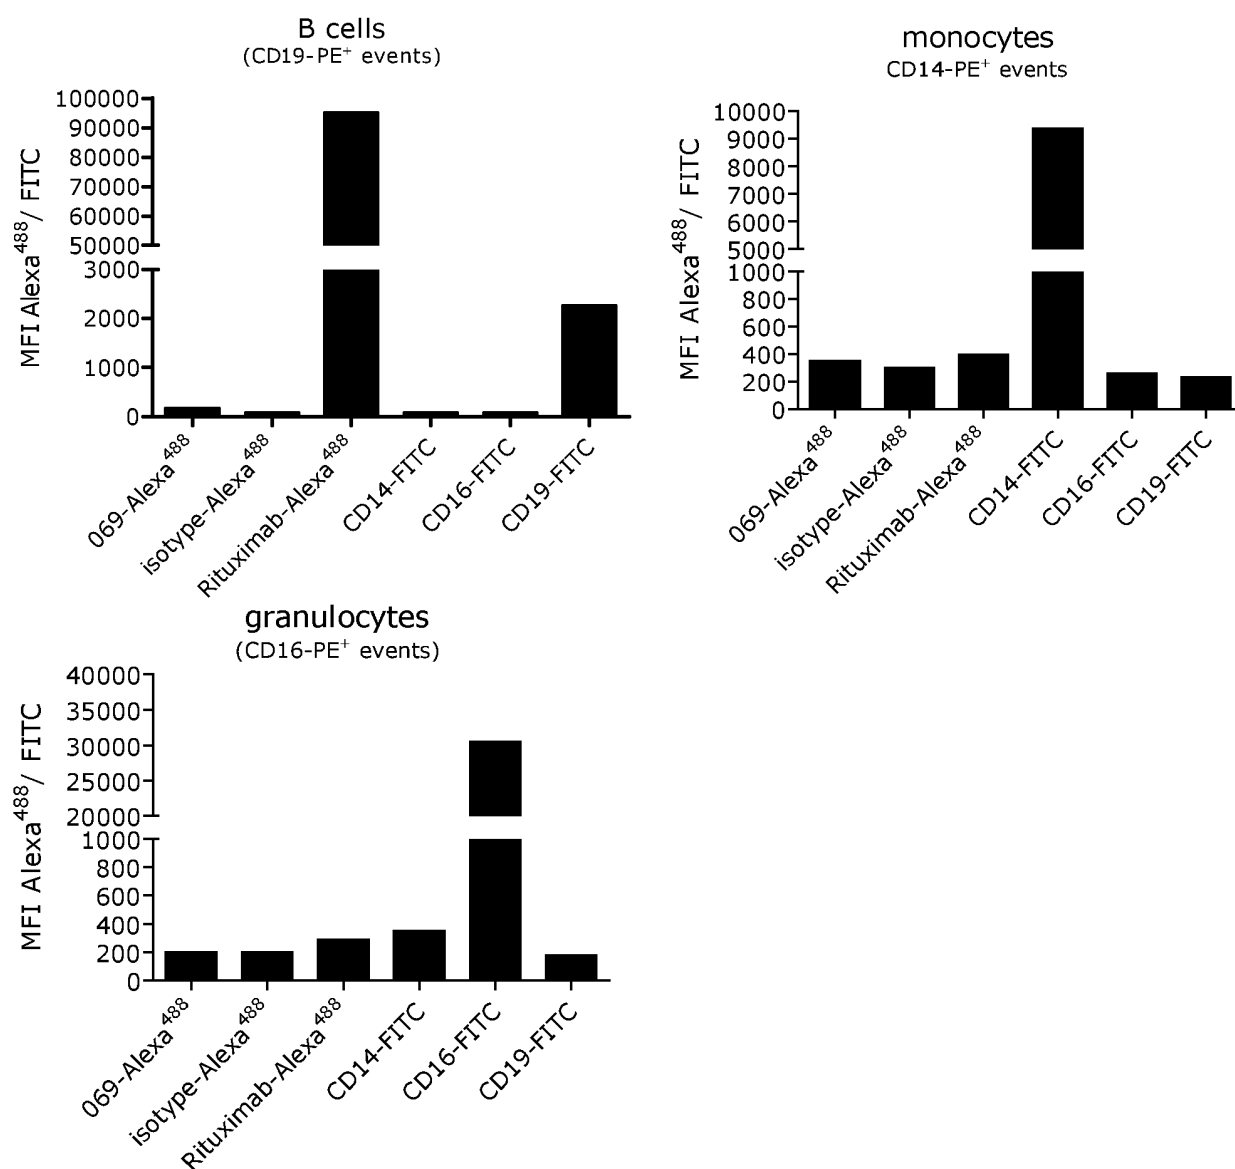 B cells
(CD19-PE⁺ events)
MFI Alexa⁴⁸⁸/ FITC
100000
90000
80000
70000
60000
50000
3000
2000
1000
0
069-Alexa⁴⁸⁸
isotype-Alexa⁴⁸⁸
Rituximab-Alexa⁴⁸⁸
CD14-FITC
CD16-FITC
CD19-FITC
monocytes
CD14-PE⁺ events
MFI Alexa⁴⁸⁸/ FITC
10000
9000
8000
7000
6000
5000
1000
800
600
400
200
0
069-Alexa⁴⁸⁸
isotype-Alexa⁴⁸⁸
Rituximab-Alexa⁴⁸⁸
CD14-FITC
CD16-FITC
CD19-FITC
granulocytes
(CD16-PE⁺ events)
MFI Alexa⁴⁸⁸/ FITC
40000
35000
30000
25000
20000
1000
800
600
400
200
0
069-Alexa⁴⁸⁸
isotype-Alexa⁴⁸⁸
Rituximab-Alexa⁴⁸⁸
CD14-FITC
CD16-FITC
CD19-FITC